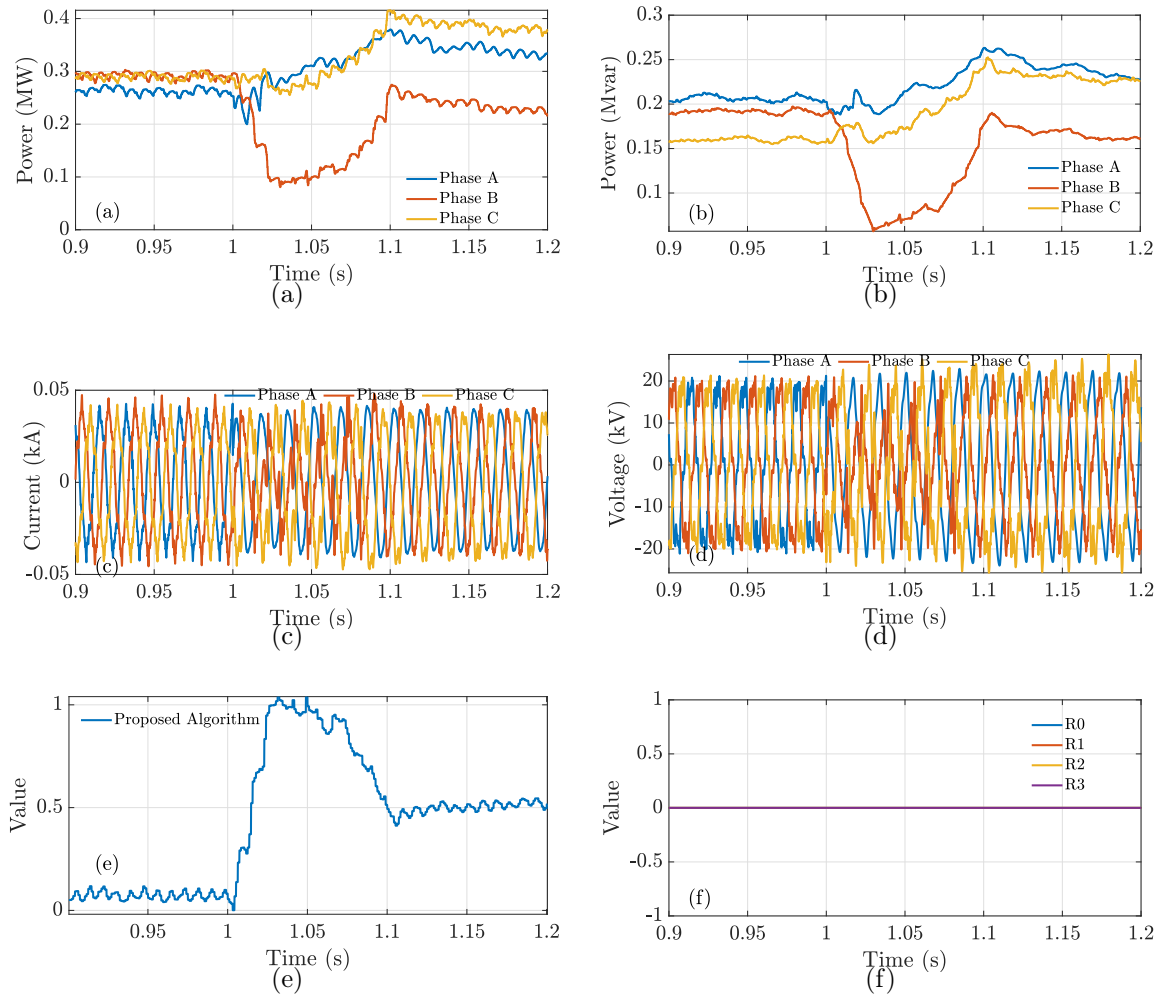 0.4
0.3
0.2
0.1
0
Power (MW)
Phase A
Phase B
Phase C
(a)
0.9 0.95 1 1.05 1.1 1.15 1.2
Time (s)
(a)
0.3
0.25
0.2
0.15
0.1
Power (Mvar)
Phase A
Phase B
Phase C
(b)
0.9 0.95 1 1.05 1.1 1.15 1.2
Time (s)
(b)
0.05
0
-0.05
Current (kA)
Phase A Phase B Phase C
(c)
0.9 0.95 1 1.05 1.1 1.15 1.2
Time (s)
(c)
20
10
0
-10
-20
Voltage (kV)
Phase A Phase B Phase C
(d)
0.9 0.95 1 1.05 1.1 1.15 1.2
Time (s)
(d)
1
0.5
0
Value
Proposed Algorithm
(e)
0.95 1 1.05 1.1 1.15 1.2
Time (s)
(e)
1
0.5
0
-0.5
-1
Value
R0
R1
R2
R3
(f)
0.9 0.95 1 1.05 1.1 1.15 1.2
Time (s)
(f)